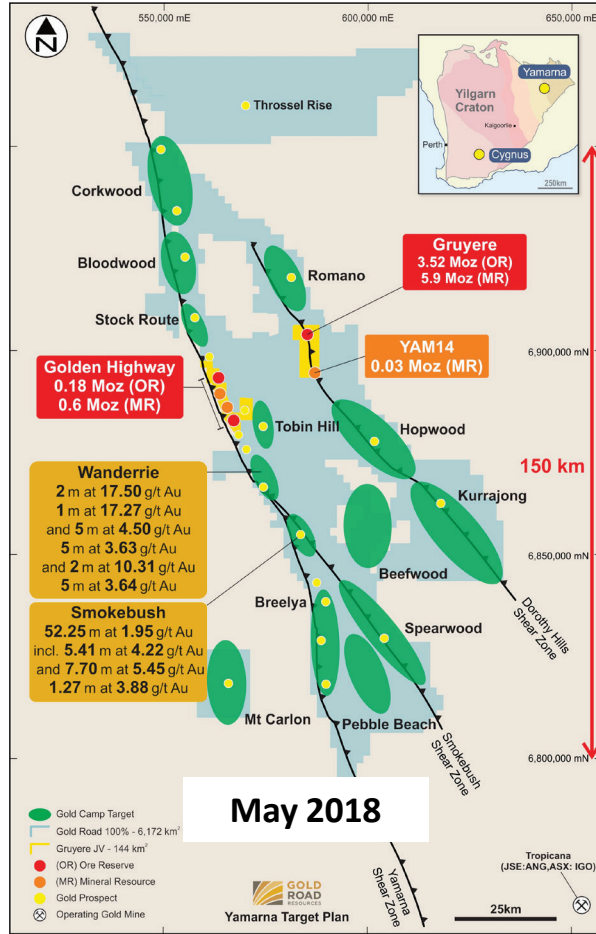 550,000 mE
600,000 mE
650,000 mE
N
Throssel Rise
Yamarna
Yilgarn
Craton
Kalgoorlie
Perth
Cygnus
250km
Corkwood
Bloodwood
Romano
Gruyere
3.52 Moz (OR)
5.9 Moz (MR)
Stock Route
6,900,000 mN
YAM14
0.03 Moz (MR)
Golden Highway
0.18 Moz (OR)
0.6 Moz (MR)
Tobin Hill
Hopwood
150 km
Wanderrie
2 m at 17.50 g/t Au
1 m at 17.27 g/t Au
and 5 m at 4.50 g/t Au
5 m at 3.63 g/t Au
and 2 m at 10.31 g/t Au
5 m at 3.64 g/t Au
Kurrajong
6,850,000 mN
Beefwood
Smokebush
52.25 m at 1.95 g/t Au
incl. 5.41 m at 4.22 g/t Au
and 7.70 m at 5.45 g/t Au
1.27 m at 3.88 g/t Au
Breelya
Spearwood
Dorothy Hills
Shear Zone
Mt Carlon
Pebble Beach
Smokebush
Shear Zone
6,800,000 mN
May 2018
Gold Camp Target
Gold Road 100% - 6,172 km²
Gruyere JV - 144 km²
(OR) Ore Reserve
(MR) Mineral Resource
Gold Prospect
Operating Gold Mine
GOLD
ROAD
RESOURCES
Yamarna Target Plan
Yamarna
Shear Zone
Tropicana
(JSE:ANG,ASX: IGO)
25km